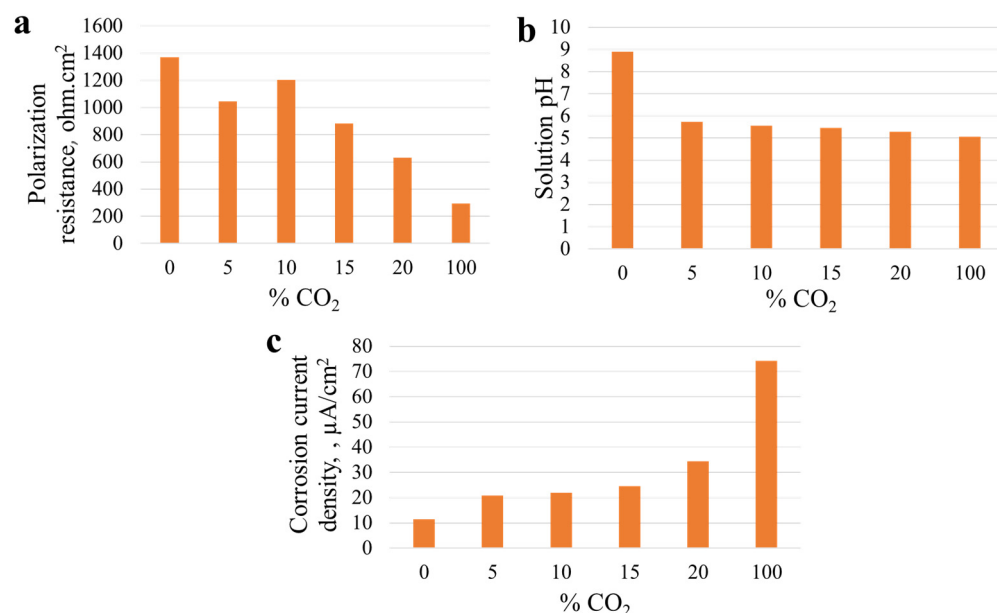 a
Polarization
resistance, ohm.cm²
1600
1400
1200
1000
800
600
400
200
0
0 5 10 15 20 100
% CO₂
b
Solution pH
10
9
8
7
6
5
4
3
2
1
0
0 5 10 15 20 100
% CO₂
c
Corrosion current
density, , µA/cm²
80
70
60
50
40
30
20
10
0
0 5 10 15 20 100
% CO₂